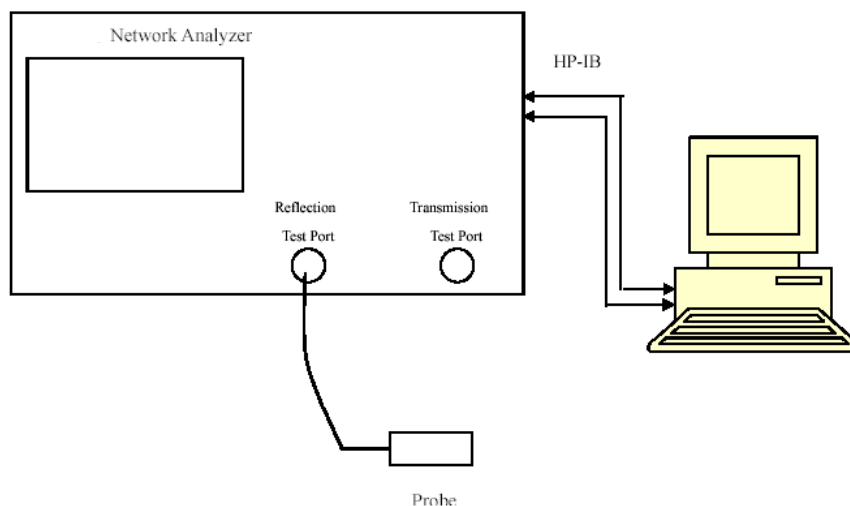 Network Analyzer
HP-IB
Reflection
Test Port
Transmission
Test Port
Probe